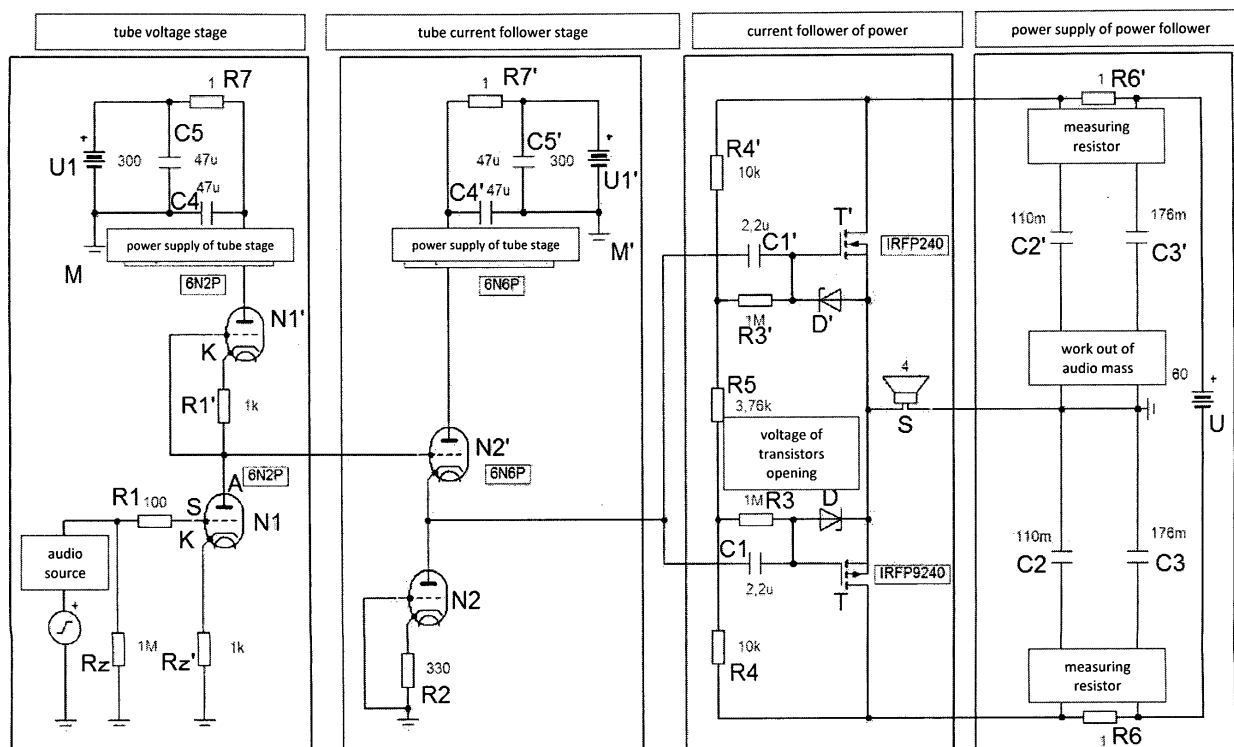 tube voltage stage
tube current follower stage
current follower of power
power supply of power follower
R7
1
C5
47u
U1
300
C4
47u
M
power supply of tube stage
6N2P
N1'
K
R1'
1k
6N2P
A
R1
100
S
K
N1
audio
source
+
Rz
1M
Rz'
1k
R7'
1
C5'
47u
300
+
U1'
C4'
47u
M'
power supply of tube stage
6N6P
N2'
6N6P
N2
330
R2
R4'
10k
2,2u
C1'
T'
IRFP240
1M
R3'
D'
R5
3,76k
4
S
voltage of
transistors
opening
R3
1M
D
C1
2,2u
T
IRFP9240
10k
R4
1
R6'
measuring
resistor
110m
C2'
176m
C3'
work out of
audio mass
60
+
U
110m
C2
176m
C3
measuring
resistor
1
R6